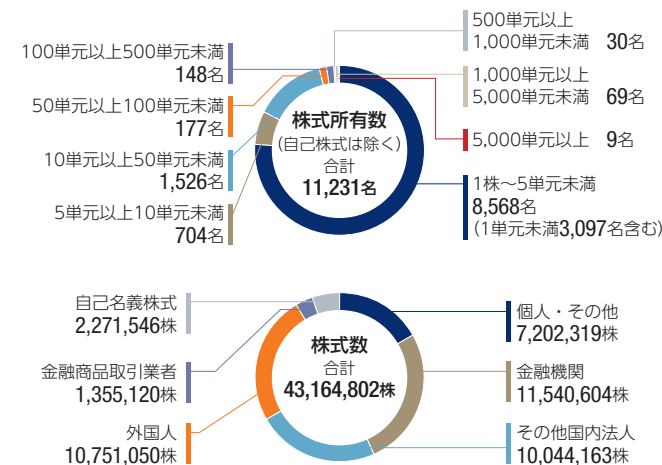 500単元以上
1,000単元未満 30名
100単元以上500単元未満
148名
1,000単元以上
5,000単元未満 69名
50単元以上100単元未満
177名
5,000単元以上 9名
10単元以上50単元未満
1,526名
1株〜5単元未満
8,568名
(1単元未満3,097名含む)
5単元以上10単元未満
704名
株式所有数
(自己株式は除く)
合計
11,231名
自己名義株式
2,271,546株
個人・その他
7,202,319株
金融商品取引業者
1,355,120株
金融機関
11,540,604株
外国人
10,751,050株
その他国内法人
10,044,163株
株式数
合計
43,164,802株